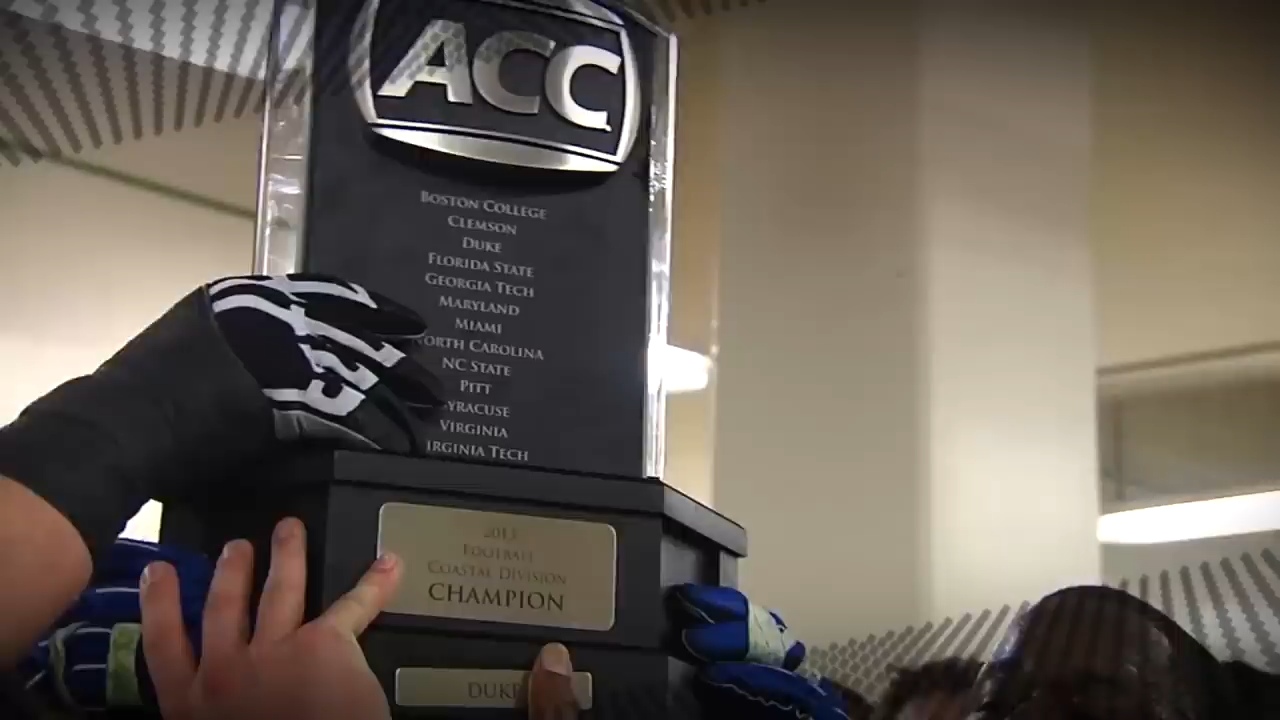 ACC
BOSTON COLLEGE
CLEMSON
DUKE
FLORIDA STATE
GEORGIA TECH
MARYLAND
MIAMI
ORTH CAROLINA
NC STATE
PITT
YRACUSE
VIRGINIA
IRGINIA TECH
2013
FOOTBALL
COASTAL DIVISION
CHAMPION
DUKE